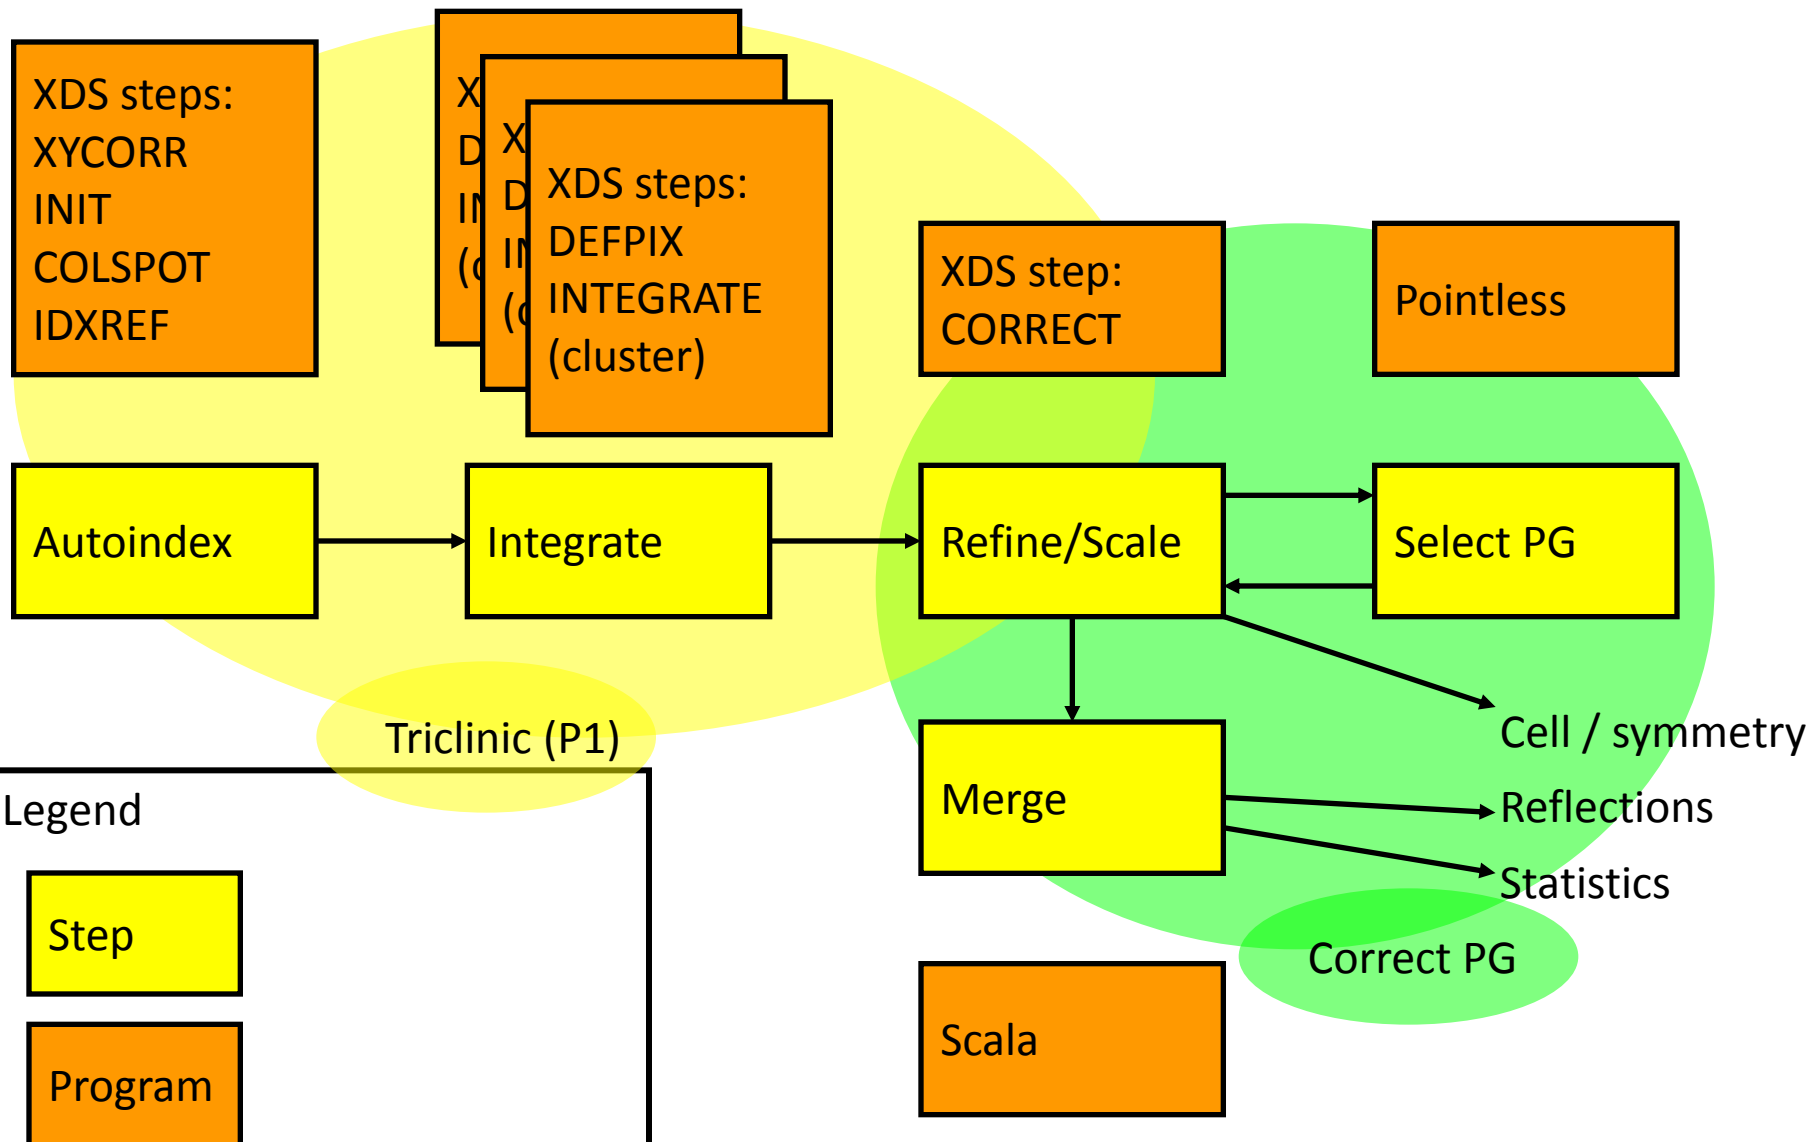 XDS steps:
XYCORR
INIT
COLSPOT
IDXREF
X
D
(
X
D
(
XDS steps:
DEFPIX
INTEGRATE
(cluster)
XDS step:
CORRECT
Pointless
Autoindex
Integrate
Refine/Scale
Select PG
Triclinic (P1)
Cell / symmetry
Merge
Reflections
Statistics
Correct PG
Scala
Legend
Step
Program